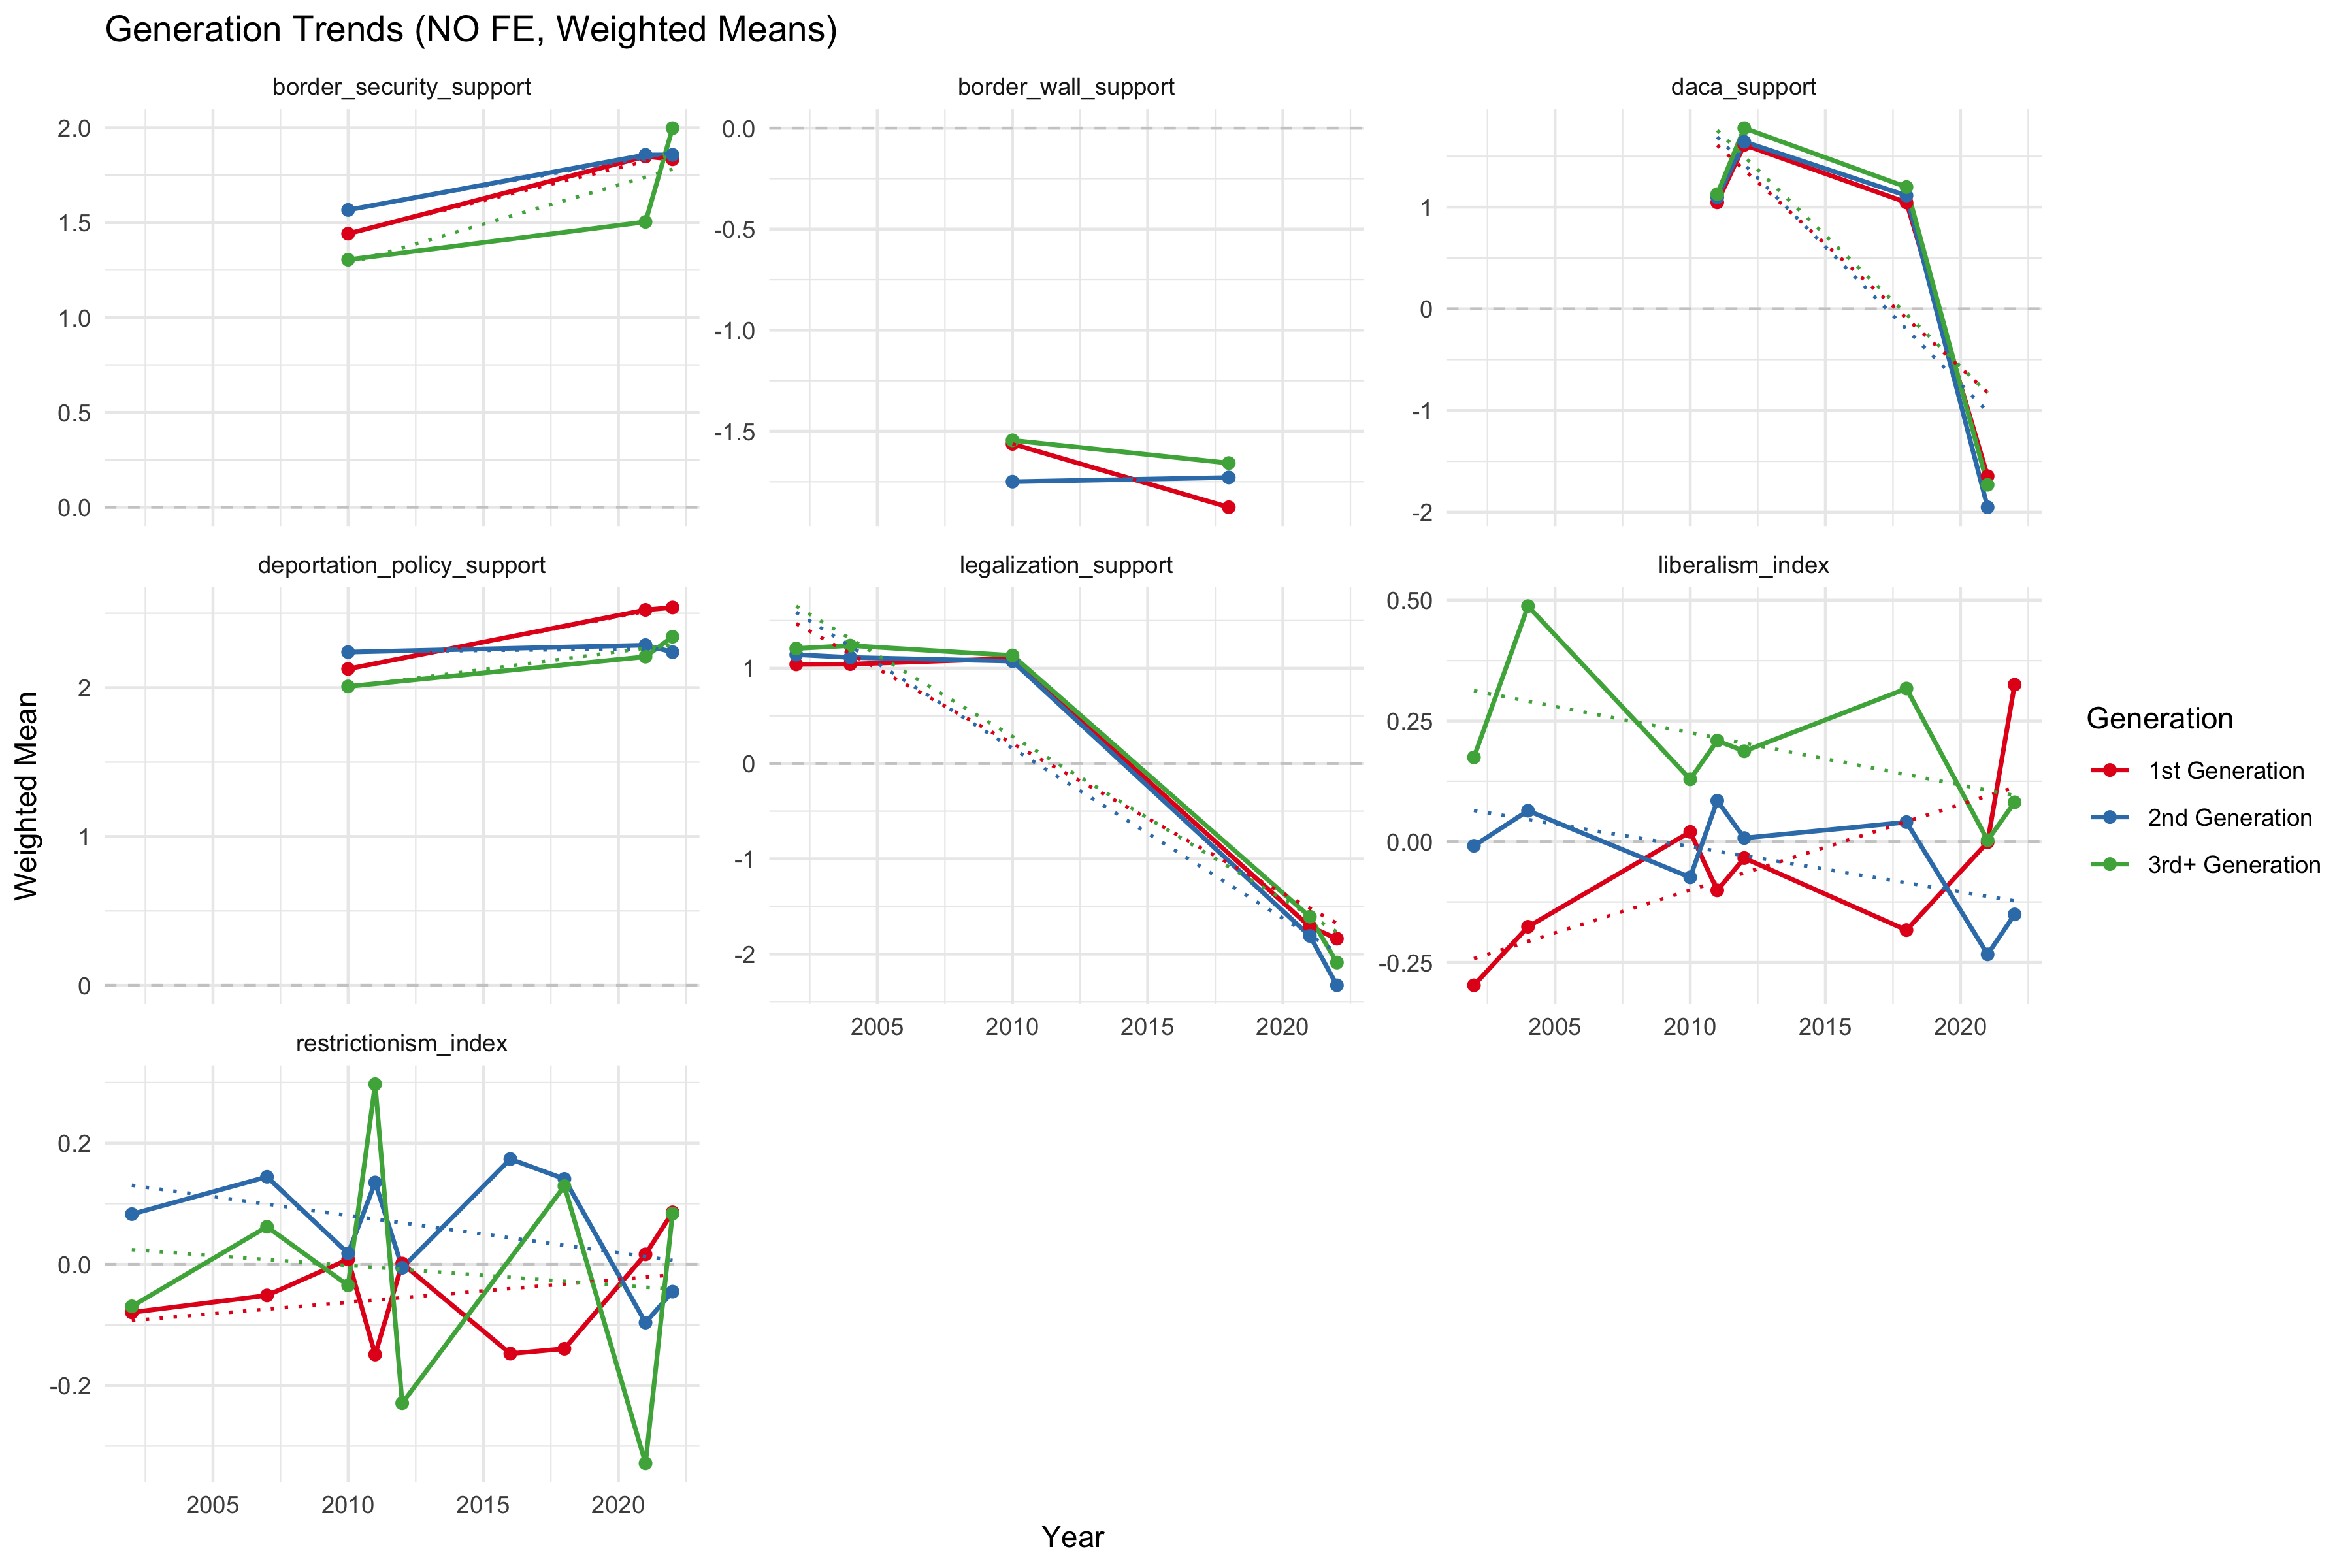 Generation Trends (NO FE, Weighted Means)
border_security_support
border_wall_support
daca_support
2.0
1.5
1.0
0.5
0.0
0.0
-0.5
-1.0
-1.5
1
0
-1
-2
deportation_policy_support
legalization_support
liberalism_index
2
1
0
1
0
-1
-2
0.50
0.25
0.00
-0.25
2005 2010 2015 2020
2005 2010 2015 2020
restrictionism_index
0.2
0.0
-0.2
2005 2010 2015 2020
Weighted Mean
Year
Generation
1st Generation
2nd Generation
3rd+ Generation